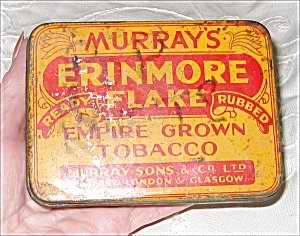 MURRAY'S
ERINMORE
FLAKE
READY RUBBED
EMPIRE GROWN
TOBACCO
MURRAY SONS & CO. LTD
LONDON & GLASGOW